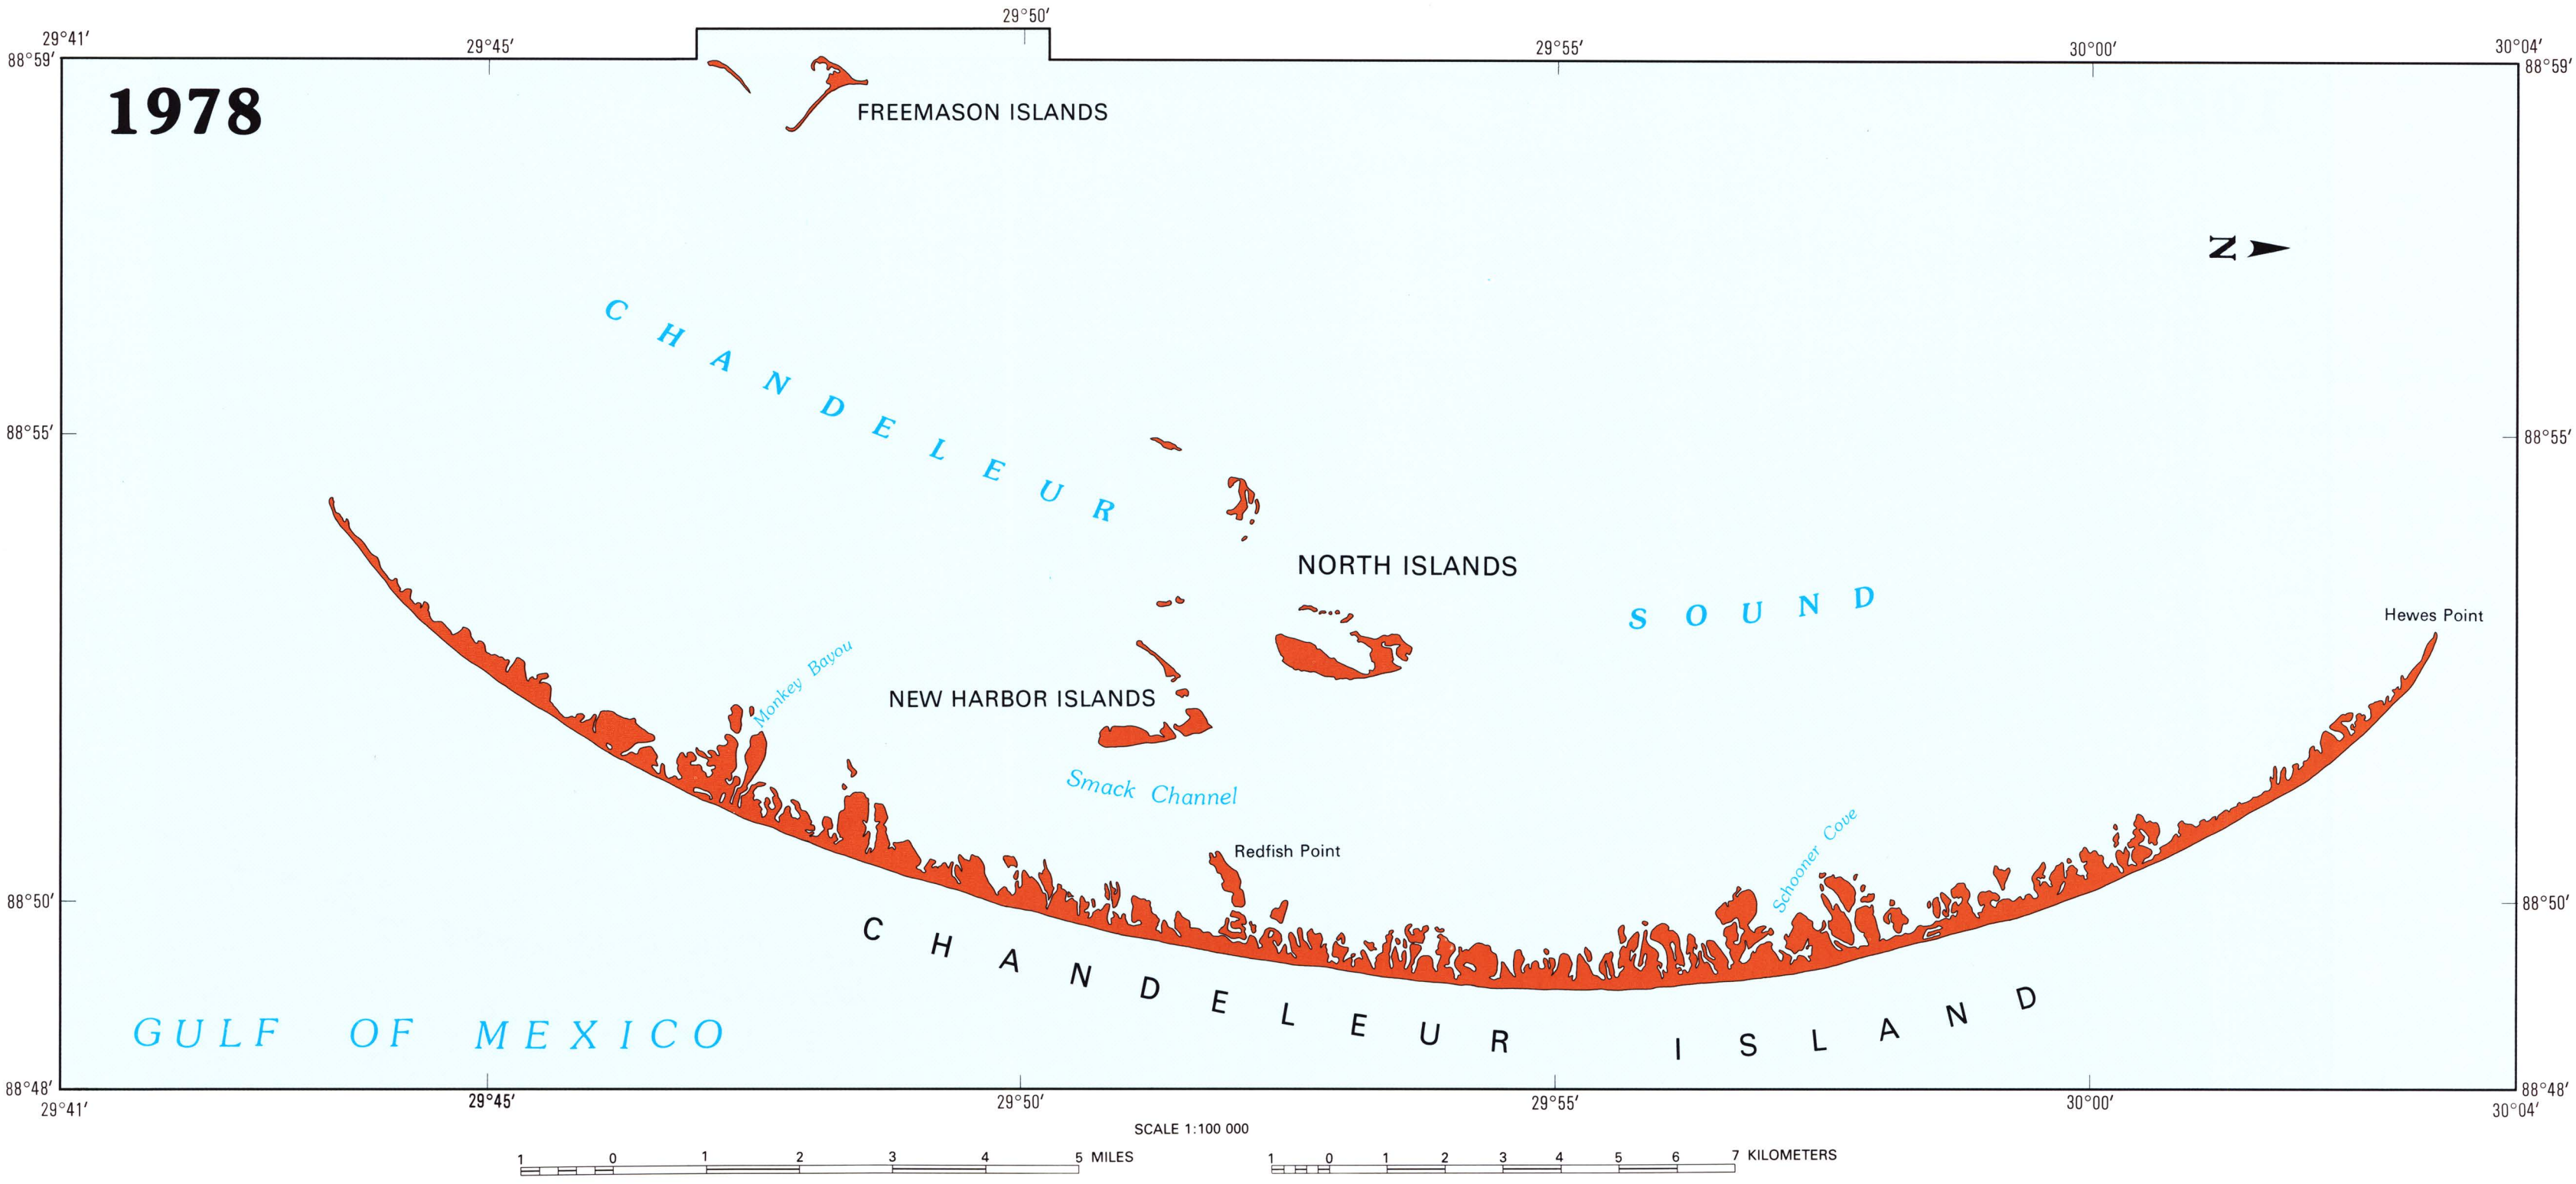 29°50′
29°41′ 29°45′ 29°55′ 30°00′ 30°04′
88°59′ 88°59′
1978
FREEMASON ISLANDS
N
CHANDELEUR
88°55′ 88°55′
NORTH ISLANDS
SOUND
Hewes Point
Monkey Bayou
NEW HARBOR ISLANDS
Smack Channel
Schooner Cove
Redfish Point
88°50′ 88°50′
CHANDELEUR ISLAND
GULF OF MEXICO
88°48′ 88°48′
29°41′ 29°45′ 29°50′ 29°55′ 30°00′ 30°04′
SCALE 1:100 000
1 0 1 2 3 4 5 MILES
1 0 1 2 3 4 5 6 7 KILOMETERS